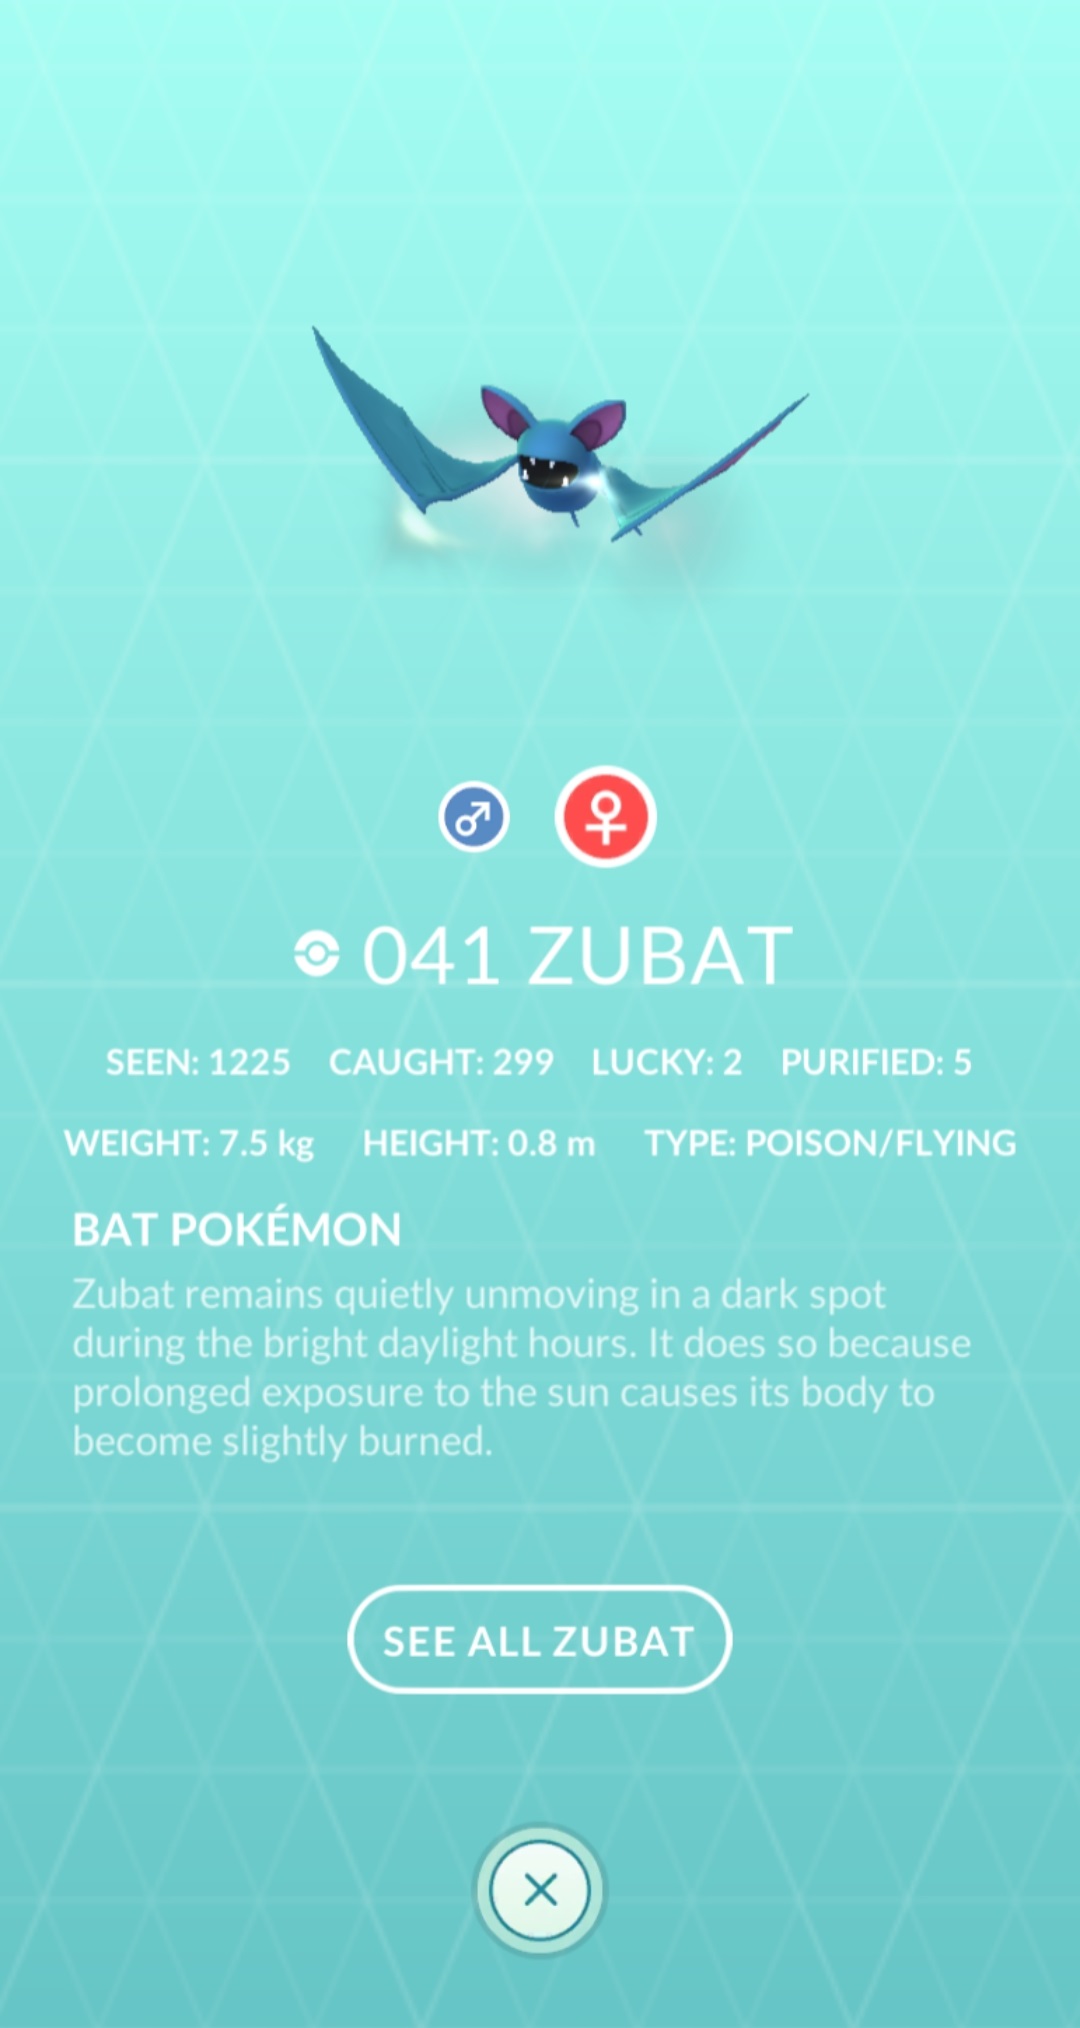 041 ZUBAT
SEEN: 1225 CAUGHT: 299 LUCKY: 2 PURIFIED: 5
WEIGHT: 7.5 kg HEIGHT: 0.8 m TYPE: POISON/FLYING
BAT POKÉMON
Zubat remains quietly unmoving in a dark spot
during the bright daylight hours. It does so because
prolonged exposure to the sun causes its body to
become slightly burned.
SEE ALL ZUBAT